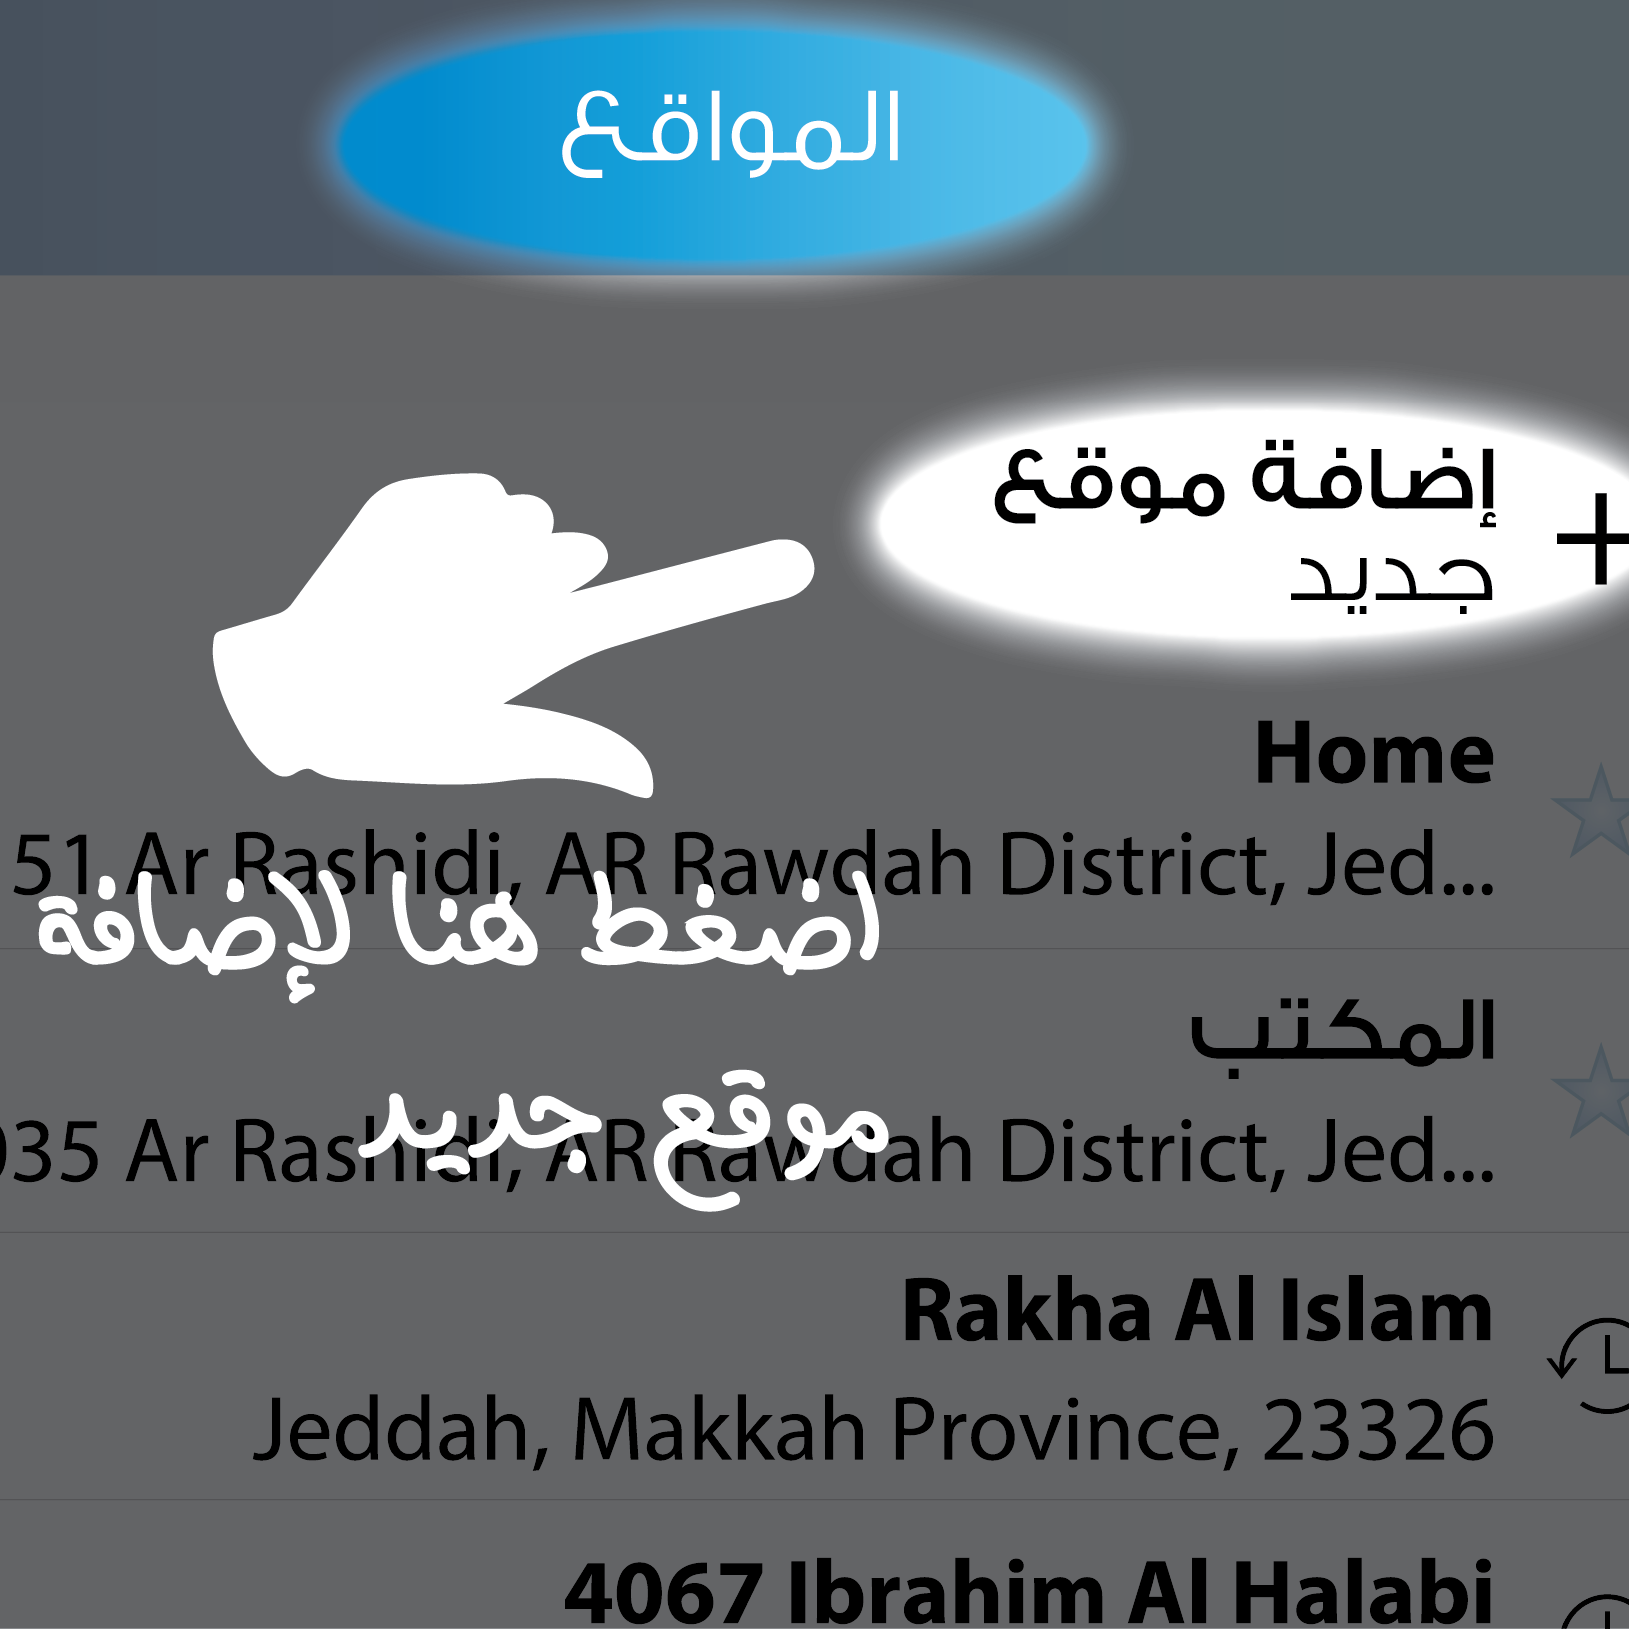 المواقع
إضافة موقع
جديد
Home
51 Ar Rashidi, AR Rawdah District, Jed...
اضغط هنا لإضافة
المكتب
موقع جديد
035 Ar Rashidi, AR Rawdah District, Jed...
Rakha Al Islam
Jeddah, Makkah Province, 23326
4067 Ibrahim Al Halabi